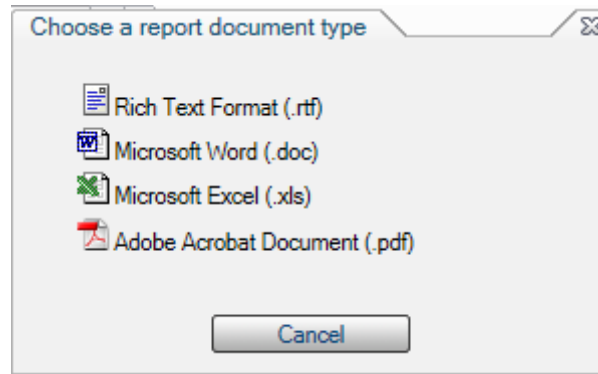 Choose a report document type
Rich Text Format (.rtf)
Microsoft Word (.doc)
Microsoft Excel (.xls)
Adobe Acrobat Document (.pdf)
Cancel